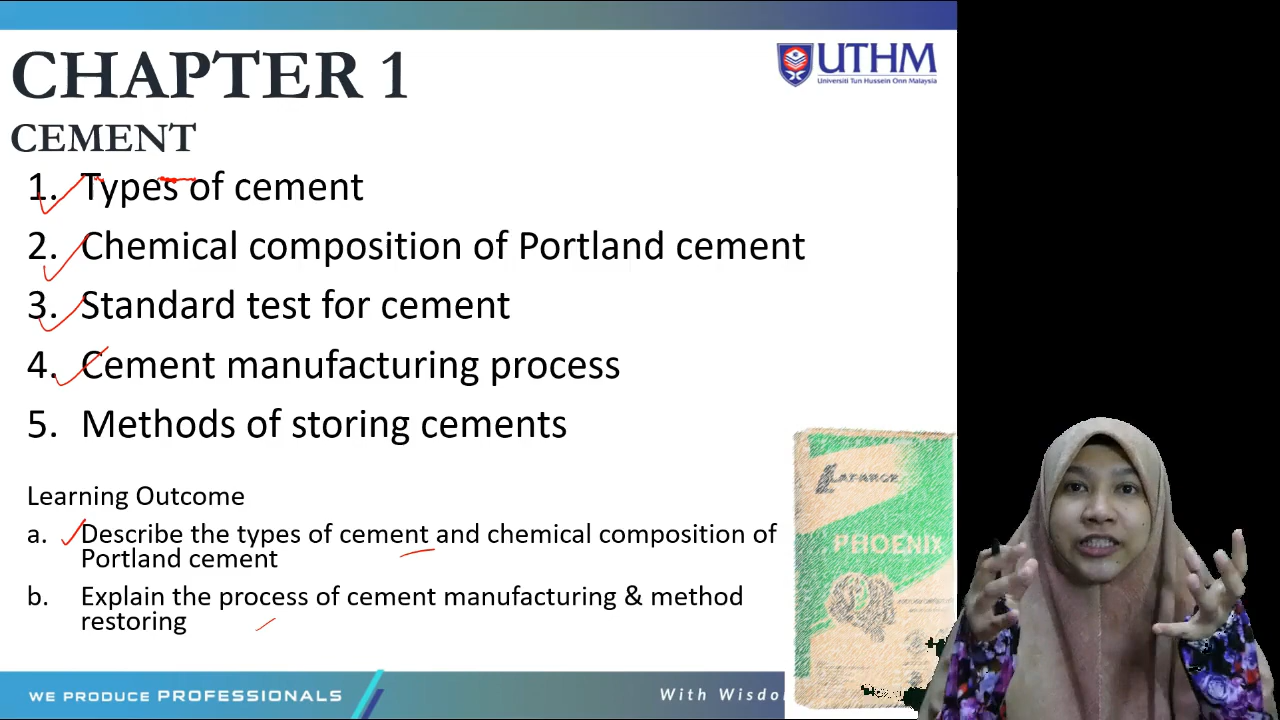 CHAPTER 1
UTHM
Universiti Tun Hussein Onn Malaysia
CEMENT
1. Types of cement
2. Chemical composition of Portland cement
3. Standard test for cement
4. Cement manufacturing process
5. Methods of storing cements
LAFARGE
PHOENIX
Learning Outcome
a. Describe the types of cement and chemical composition of
Portland cement
b. Explain the process of cement manufacturing & method
restoring
WE PRODUCE PROFESSIONALS
With